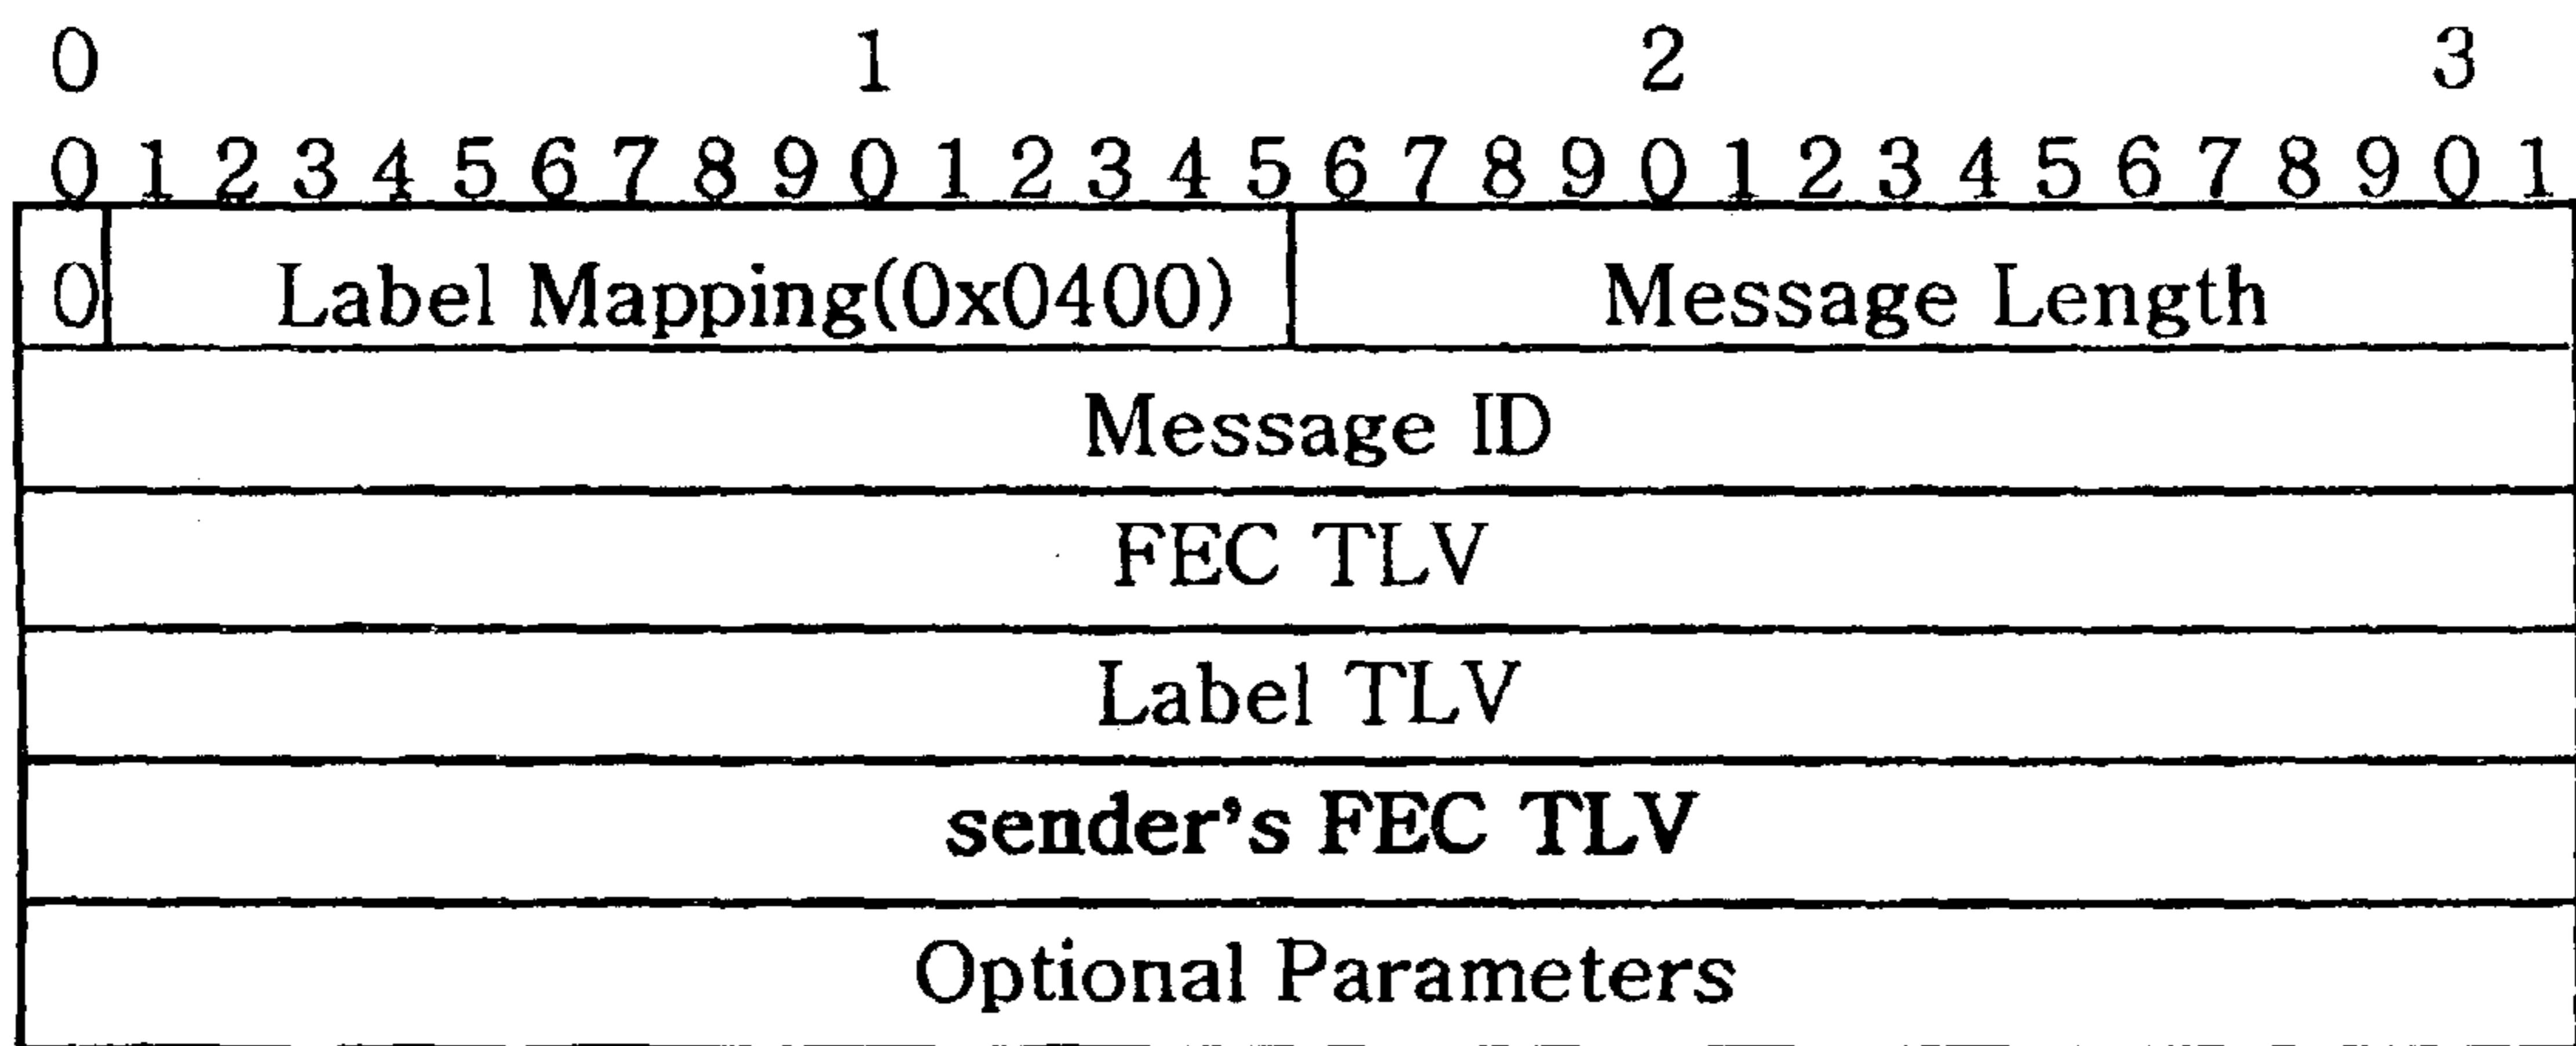 0 1 2 3
0 1 2 3 4 5 6 7 8 9 0 1 2 3 4 5 6 7 8 9 0 1 2 3 4 5 6 7 8 9 0 1
0 Label Mapping(0x0400) Message Length
Message ID
FEC TLV
Label TLV
sender's FEC TLV
Optional Parameters